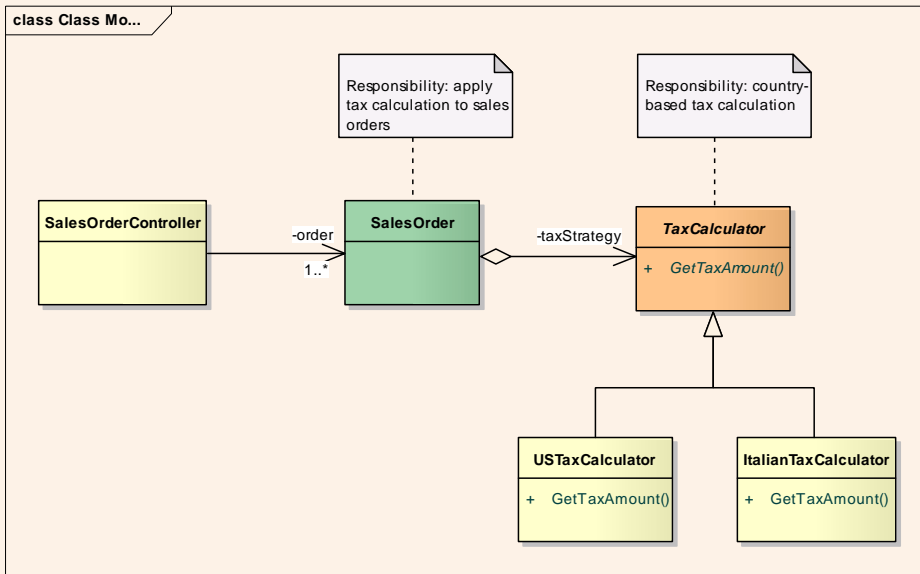 class Class Mo...
Responsibility: apply
tax calculation to sales
orders
Responsibility: country-
based tax calculation
SalesOrderController
-order
1..*
SalesOrder
-taxStrategy
TaxCalculator
+ GetTaxAmount()
USTaxCalculator
+ GetTaxAmount()
ItalianTaxCalculator
+ GetTaxAmount()